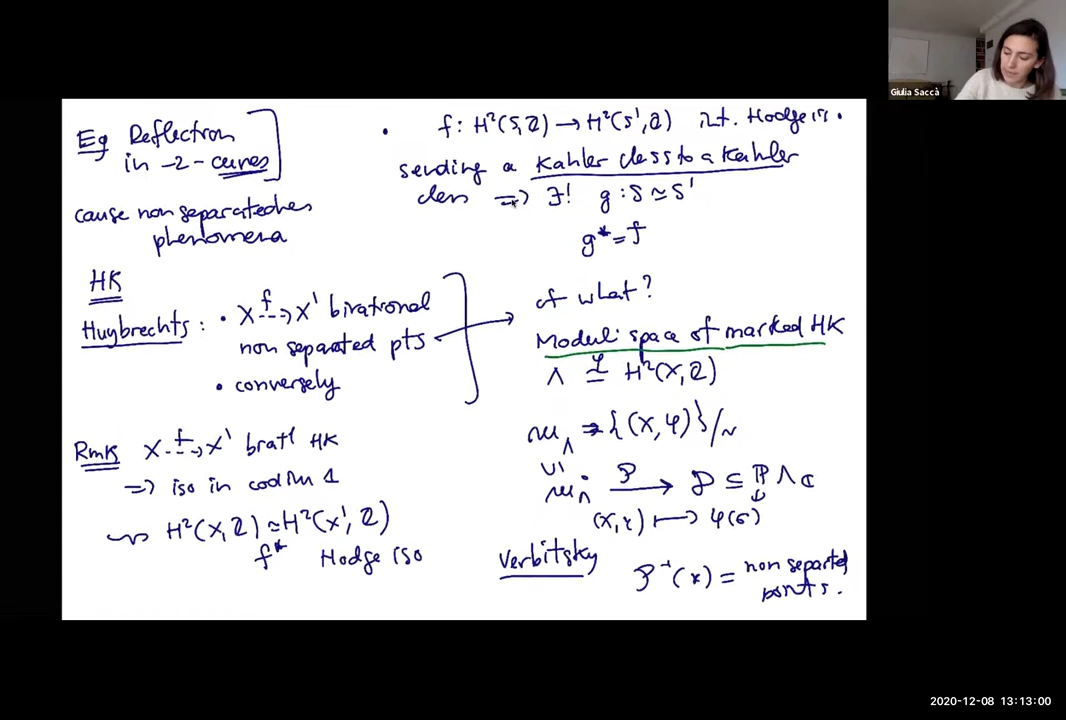 Eg Reflection
in -2-curves
cause non separatedness
phenomena
• f: H²(S,Z) → H²(S',Z) int. Hodge is.
sending a Kahler class to a Kahler
class => ∃! g: S ≃ S'
g* = f
HK
Huybrechts: • X -f-> X' birational
non separated pts
• conversely
of what?
Moduli space of marked HK
Λ ≅^φ H²(X,Z)
M_Λ => {(X,φ)}/~
∪|
M°_Λ —P→ D ⊆ P Λ_C
(X,φ) ↦ φ(σ)
Rmk X -f-> X' bratl HK
=> iso in codim 1
⇝ H²(X,Z) ≃ H²(X',Z)
f* Hodge iso
Verbitsky P⁻¹(x) = non separated
points.
Giulia Saccà
2020-12-08 13:13:00